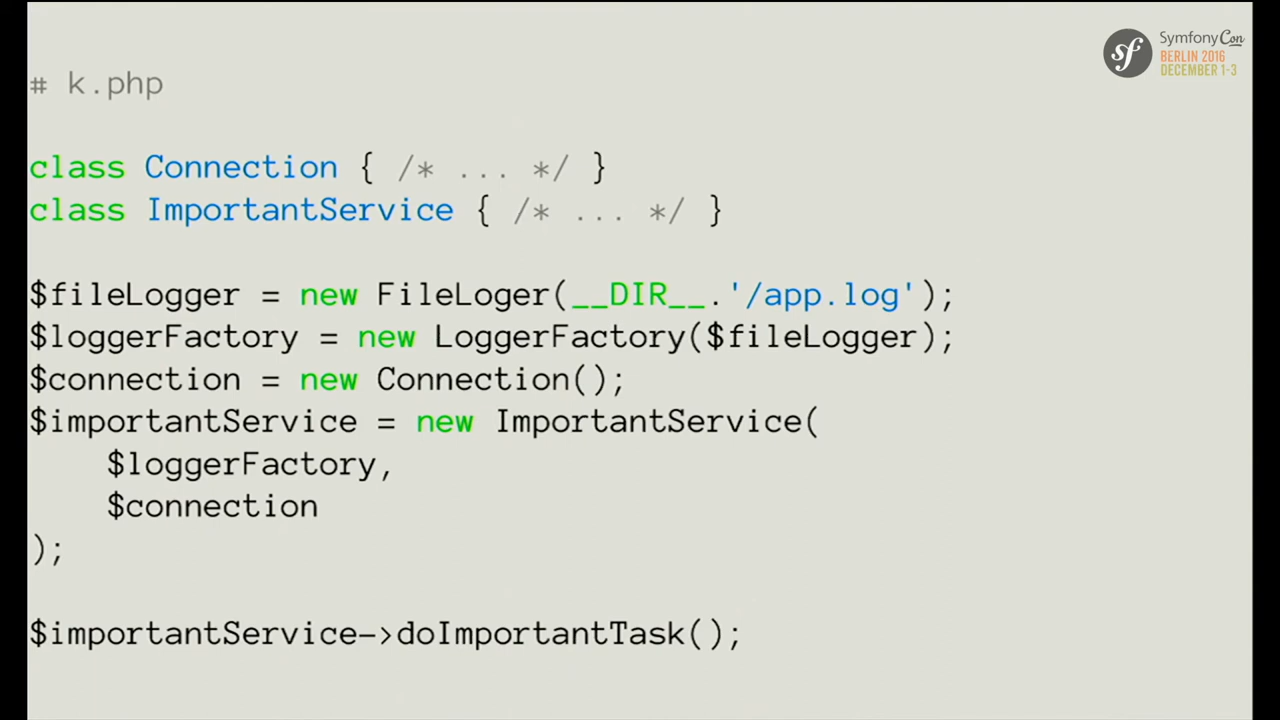 SymfonyCon
sf
BERLIN 2016
DECEMBER 1-3
# k.php
class Connection { /* ... */ }
class ImportantService { /* ... */ }
$fileLogger = new FileLoger(__DIR__.'/app.log');
$loggerFactory = new LoggerFactory($fileLogger);
$connection = new Connection();
$importantService = new ImportantService(
    $loggerFactory,
    $connection
);
$importantService->doImportantTask();